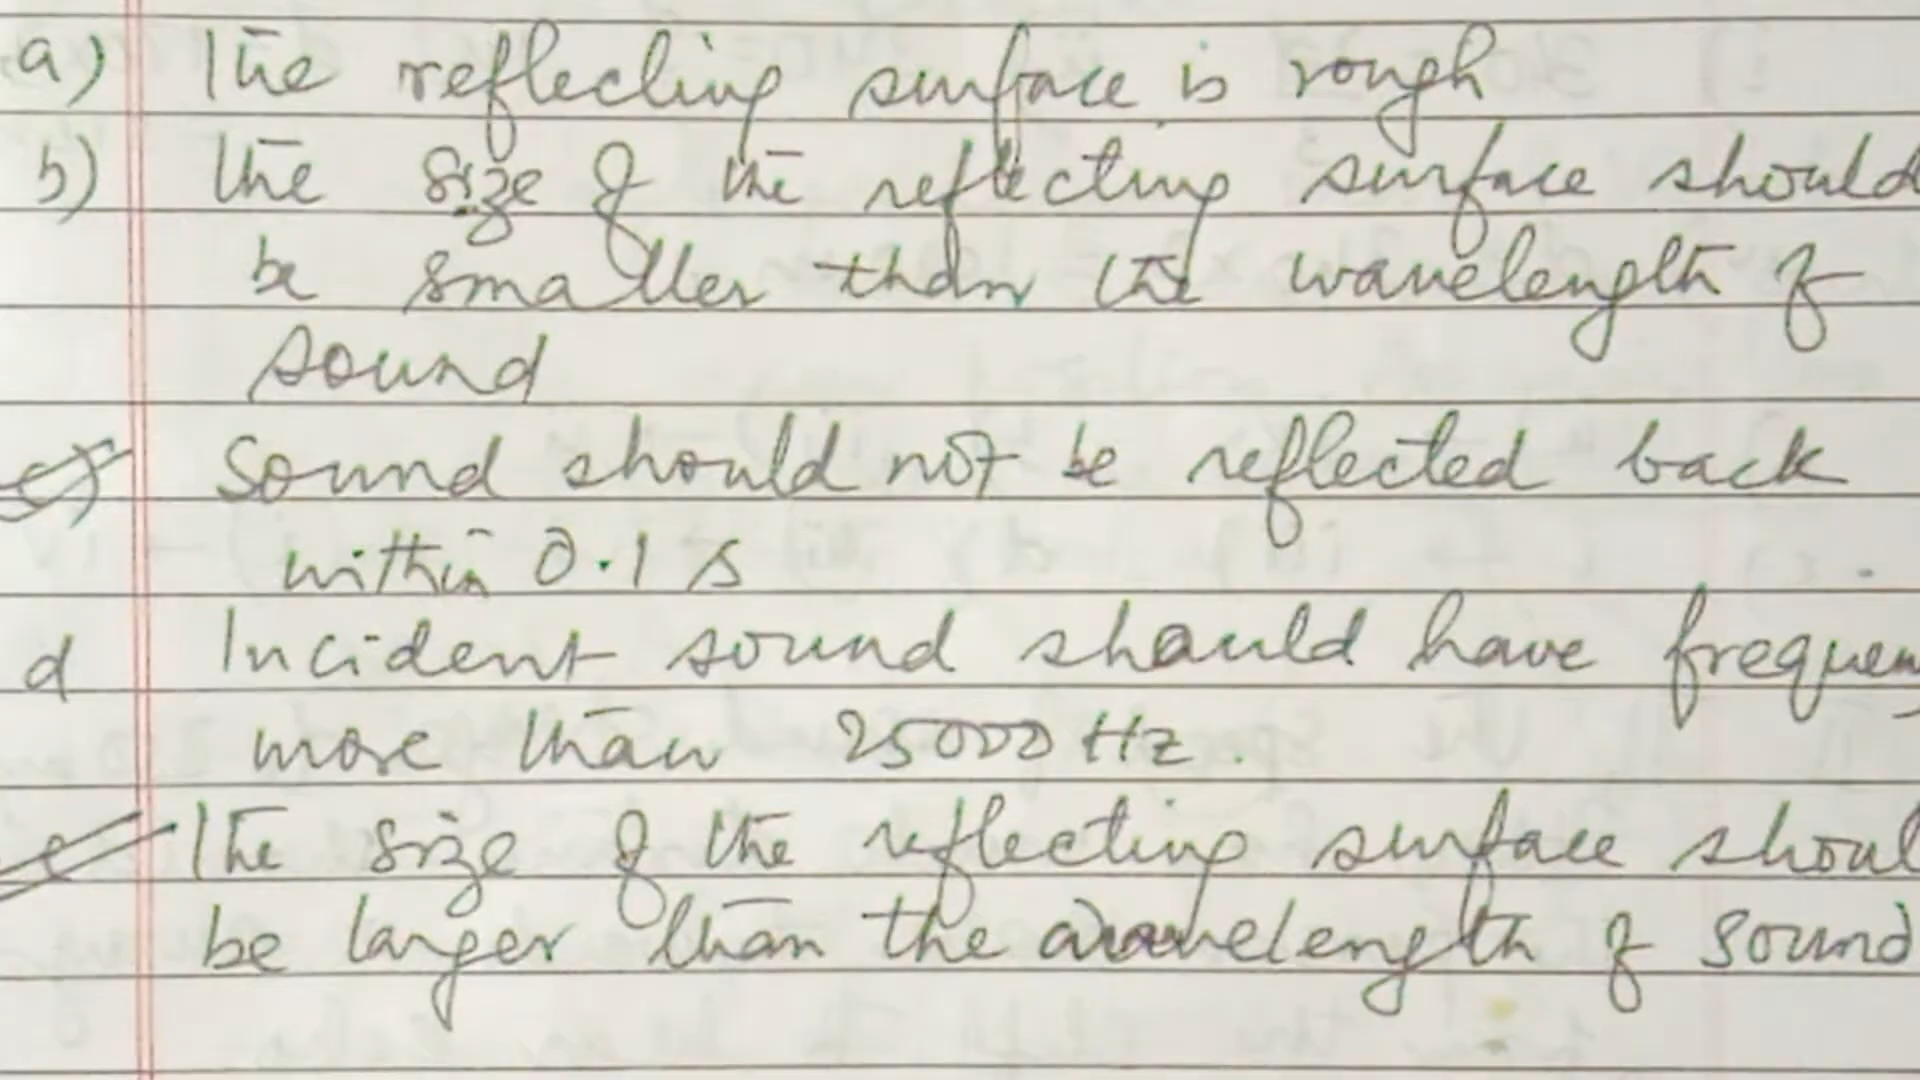 a) The reflecting surface is rough
b) the size of the reflecting surface should
be smaller than the wavelength of
sound
c) Sound should not be reflected back
within 0.1 s
d Incident sound should have frequen
more than 25000 Hz.
e The size of the reflecting surface shoul
be larger than the wavelength of sound